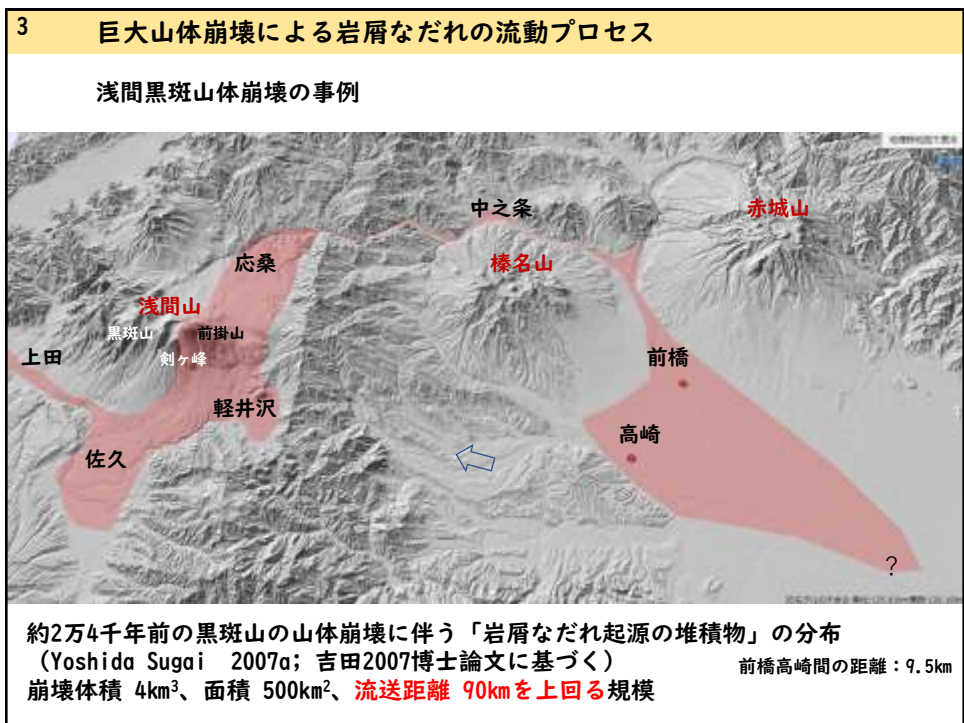 3
巨大山体崩壊による岩屑なだれの流動プロセス
浅間黒斑山体崩壊の事例
中之条
赤城山
応桑
榛名山
浅間山
黒斑山
前掛山
上田
剣ヶ峰
前橋
軽井沢
高崎
佐久
?
約2万4千年前の黒斑山の山体崩壊に伴う「岩屑なだれ起源の堆積物」の分布
(Yoshida Sugai 2007a; 吉田2007博士論文に基づく)
前橋高崎間の距離:9.5km
崩壊体積 4km³、面積 500km²、流送距離 90kmを上回る規模